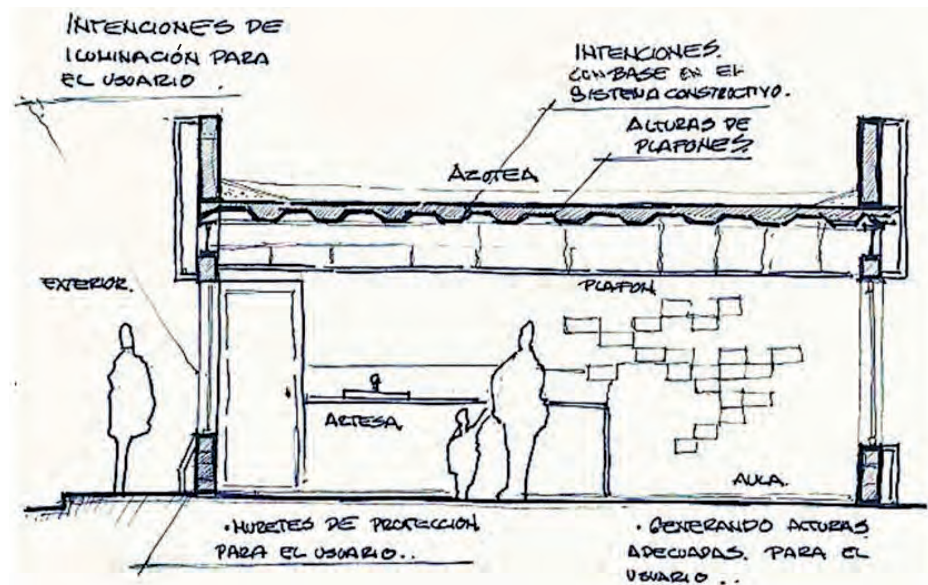 INTENCIONES DE
ILUMINACIÓN PARA
EL USUARIO
INTENCIONES.
CON BASE EN EL
SISTEMA CONSTRUCTIVO.
ALTURAS DE
PLAFONES
AZOTEA
EXTERIOR.
PLAFON.
ARTESA.
AULA.
• MURETES DE PROTECCION
PARA EL USUARIO..
• GENERANDO ALTURAS
ADECUADAS. PARA EL
USUARIO..